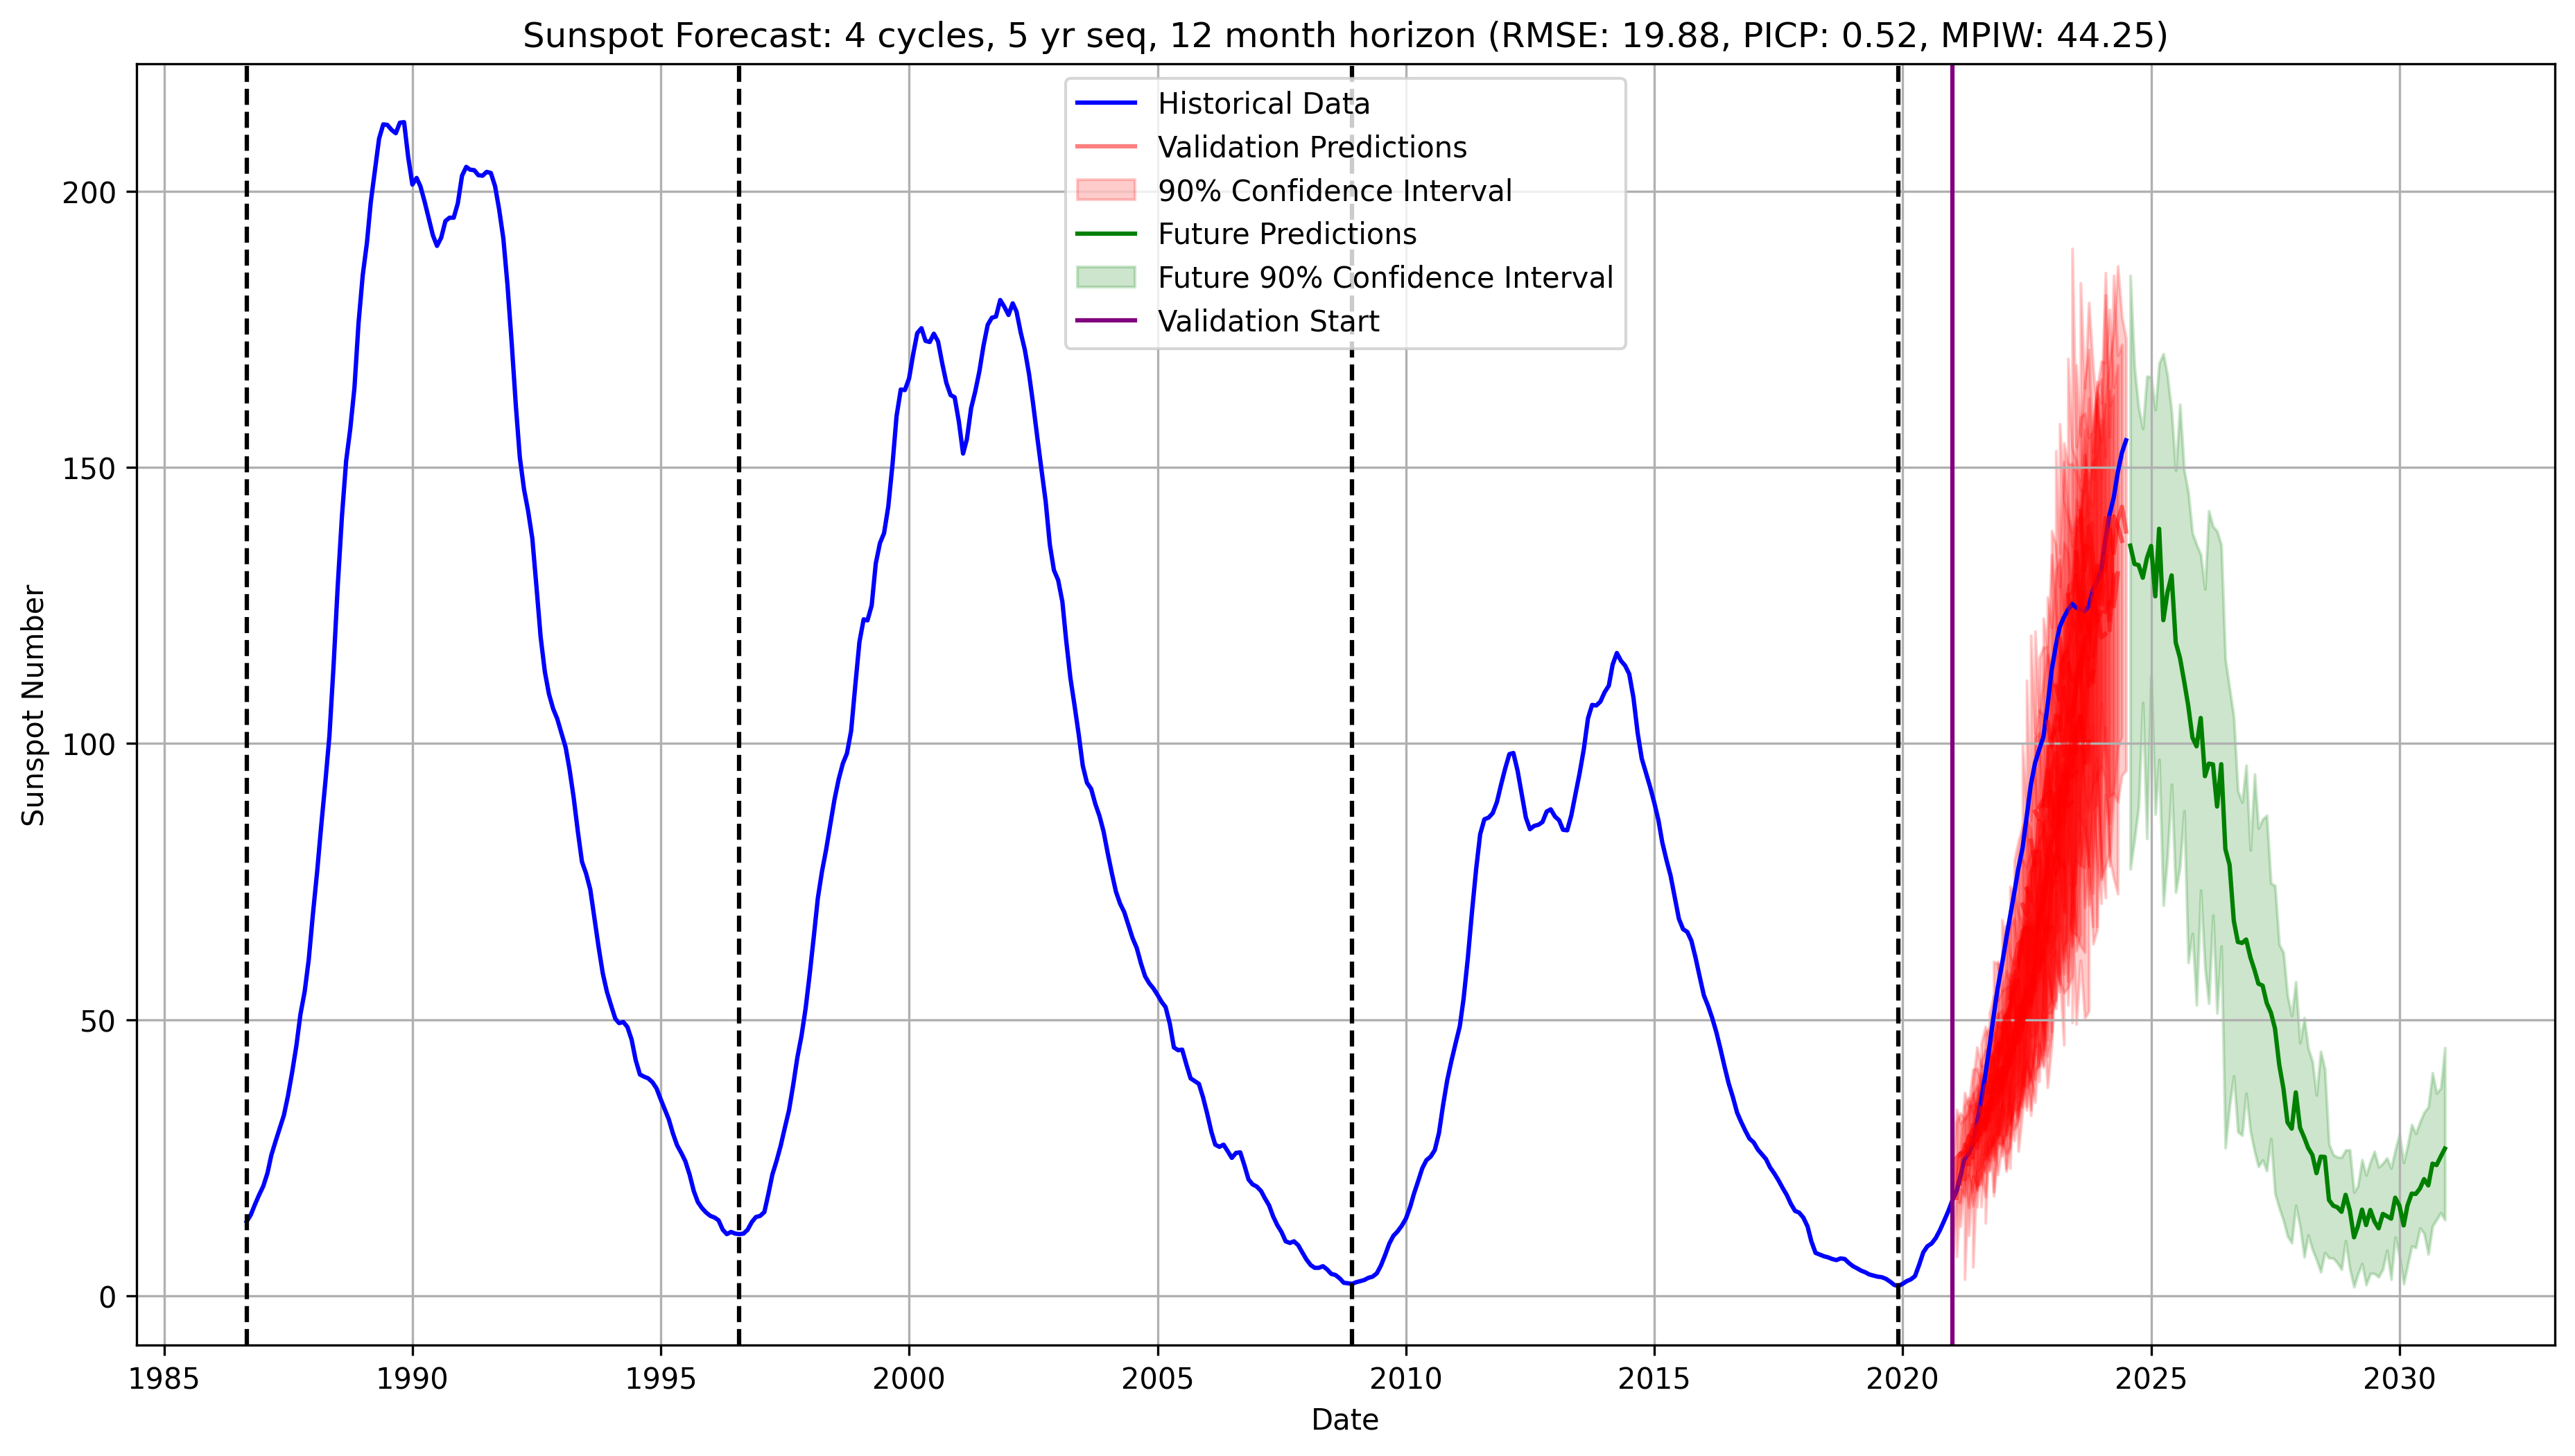 Sunspot Forecast: 4 cycles, 5 yr seq, 12 month horizon (RMSE: 19.88, PICP: 0.52, MPIW: 44.25)
Historical Data
Validation Predictions
90% Confidence Interval
Future Predictions
Future 90% Confidence Interval
Validation Start
Sunspot Number
200
150
100
50
0
1985 1990 1995 2000 2005 2010 2015 2020 2025 2030
Date